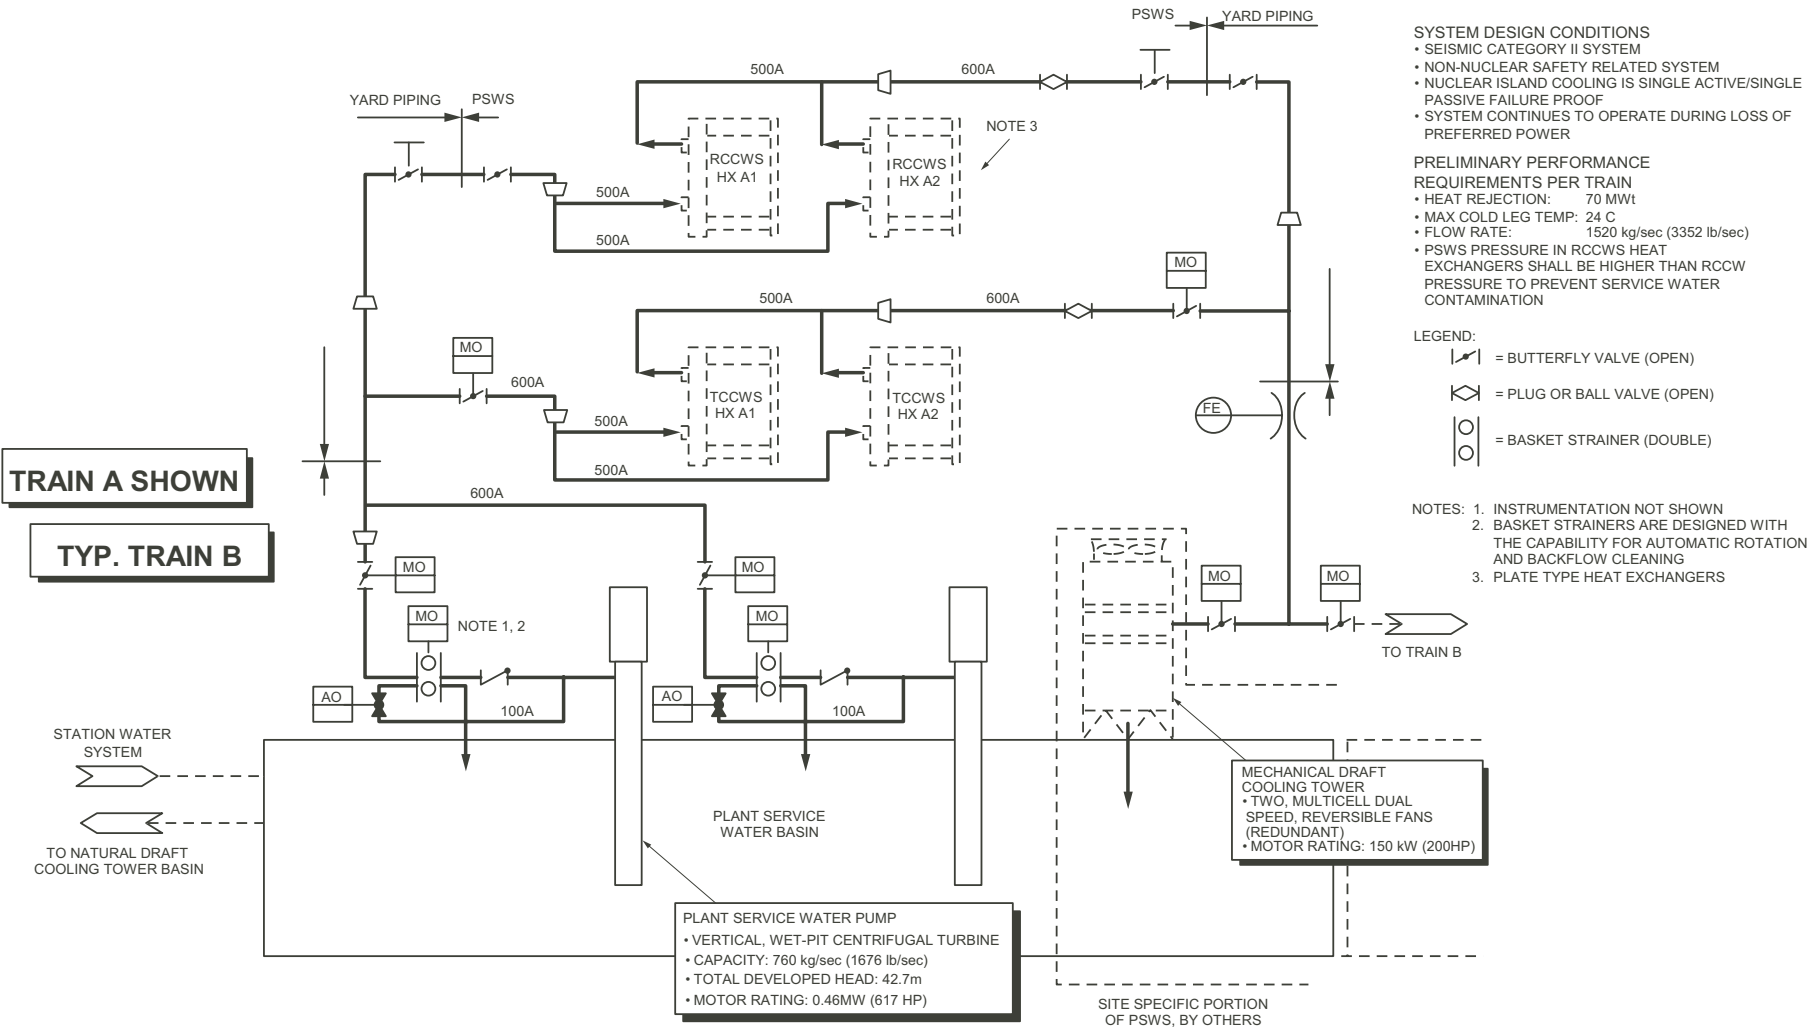 PSWS
YARD PIPING
500A
600A
YARD PIPING
PSWS
NOTE 3
RCCWS
HX A1
RCCWS
HX A2
500A
500A
MO
500A
600A
MO
600A
TCCWS
HX A1
TCCWS
HX A2
500A
500A
FE
TRAIN A SHOWN
TYP. TRAIN B
600A
MO
MO
MO
NOTE 1, 2
MO
AO
100A
AO
100A
MO
MO
TO TRAIN B
STATION WATER
SYSTEM
TO NATURAL DRAFT
COOLING TOWER BASIN
PLANT SERVICE
WATER BASIN
MECHANICAL DRAFT
COOLING TOWER
• TWO, MULTICELL DUAL
SPEED, REVERSIBLE FANS
(REDUNDANT)
• MOTOR RATING: 150 kW (200HP)
PLANT SERVICE WATER PUMP
• VERTICAL, WET-PIT CENTRIFUGAL TURBINE
• CAPACITY: 760 kg/sec (1676 lb/sec)
• TOTAL DEVELOPED HEAD: 42.7m
• MOTOR RATING: 0.46MW (617 HP)
SITE SPECIFIC PORTION
OF PSWS, BY OTHERS
SYSTEM DESIGN CONDITIONS
• SEISMIC CATEGORY II SYSTEM
• NON-NUCLEAR SAFETY RELATED SYSTEM
• NUCLEAR ISLAND COOLING IS SINGLE ACTIVE/SINGLE
PASSIVE FAILURE PROOF
• SYSTEM CONTINUES TO OPERATE DURING LOSS OF
PREFERRED POWER
PRELIMINARY PERFORMANCE
REQUIREMENTS PER TRAIN
• HEAT REJECTION: 70 MWt
• MAX COLD LEG TEMP: 24 C
• FLOW RATE: 1520 kg/sec (3352 lb/sec)
• PSWS PRESSURE IN RCCWS HEAT
EXCHANGERS SHALL BE HIGHER THAN RCCW
PRESSURE TO PREVENT SERVICE WATER
CONTAMINATION
LEGEND:
= BUTTERFLY VALVE (OPEN)
= PLUG OR BALL VALVE (OPEN)
= BASKET STRAINER (DOUBLE)
NOTES: 1. INSTRUMENTATION NOT SHOWN
2. BASKET STRAINERS ARE DESIGNED WITH
THE CAPABILITY FOR AUTOMATIC ROTATION
AND BACKFLOW CLEANING
3. PLATE TYPE HEAT EXCHANGERS